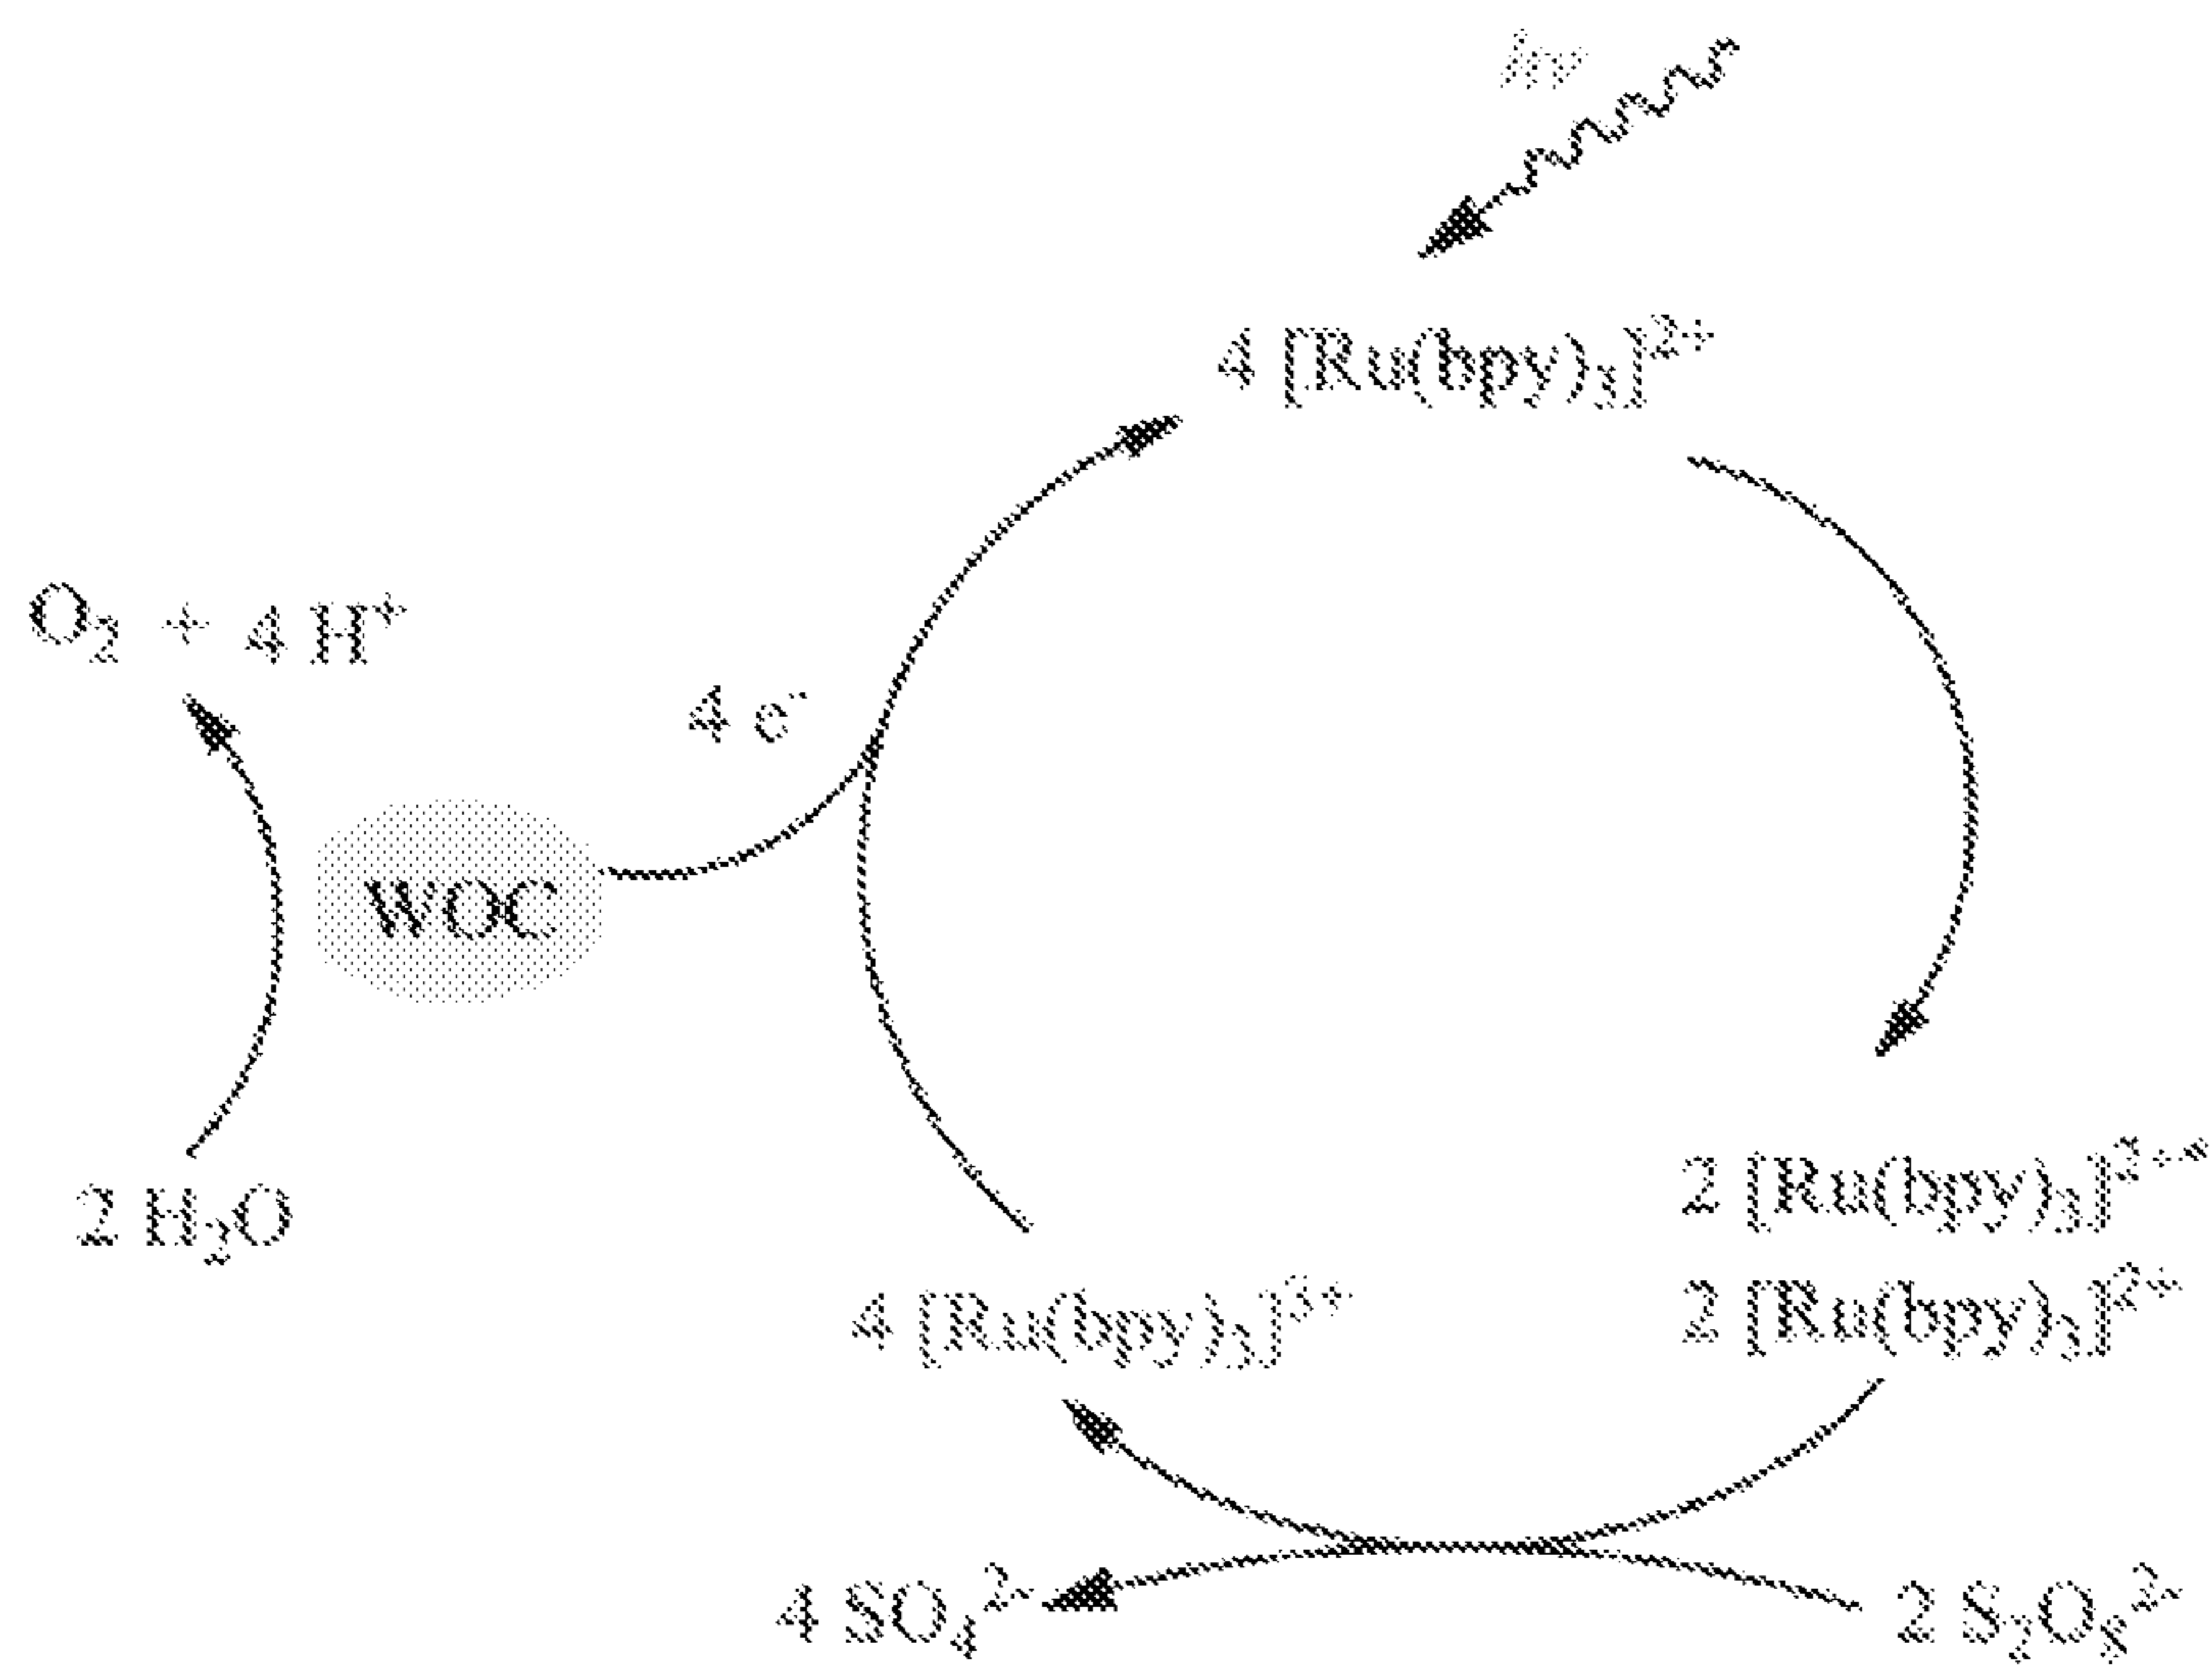 hν
4 [Ru(bpy)₃]²⁺
O₂ + 4 H⁺
4 e⁻
WOC
2 H₂O
2 [Ru(bpy)₃]²⁺*
4 [Ru(bpy)₃]³⁺
2 [Ru(bpy)₃]²⁺
4 SO₄²⁻
2 S₂O₈²⁻